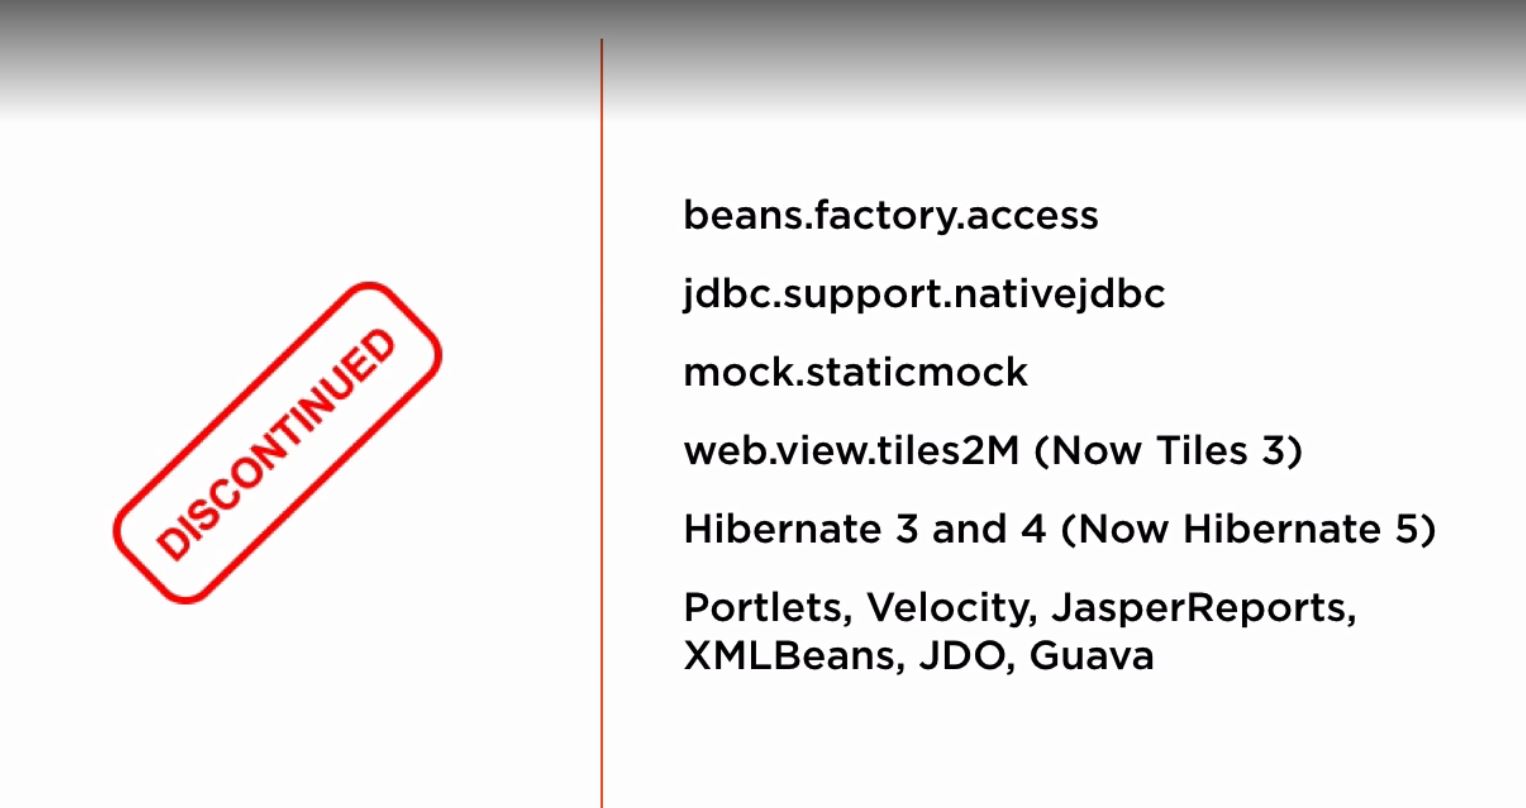 DISCONTINUED
beans.factory.access
jdbc.support.nativejdbc
mock.staticmock
web.view.tiles2M (Now Tiles 3)
Hibernate 3 and 4 (Now Hibernate 5)
Portlets, Velocity, JasperReports,
XMLBeans, JDO, Guava